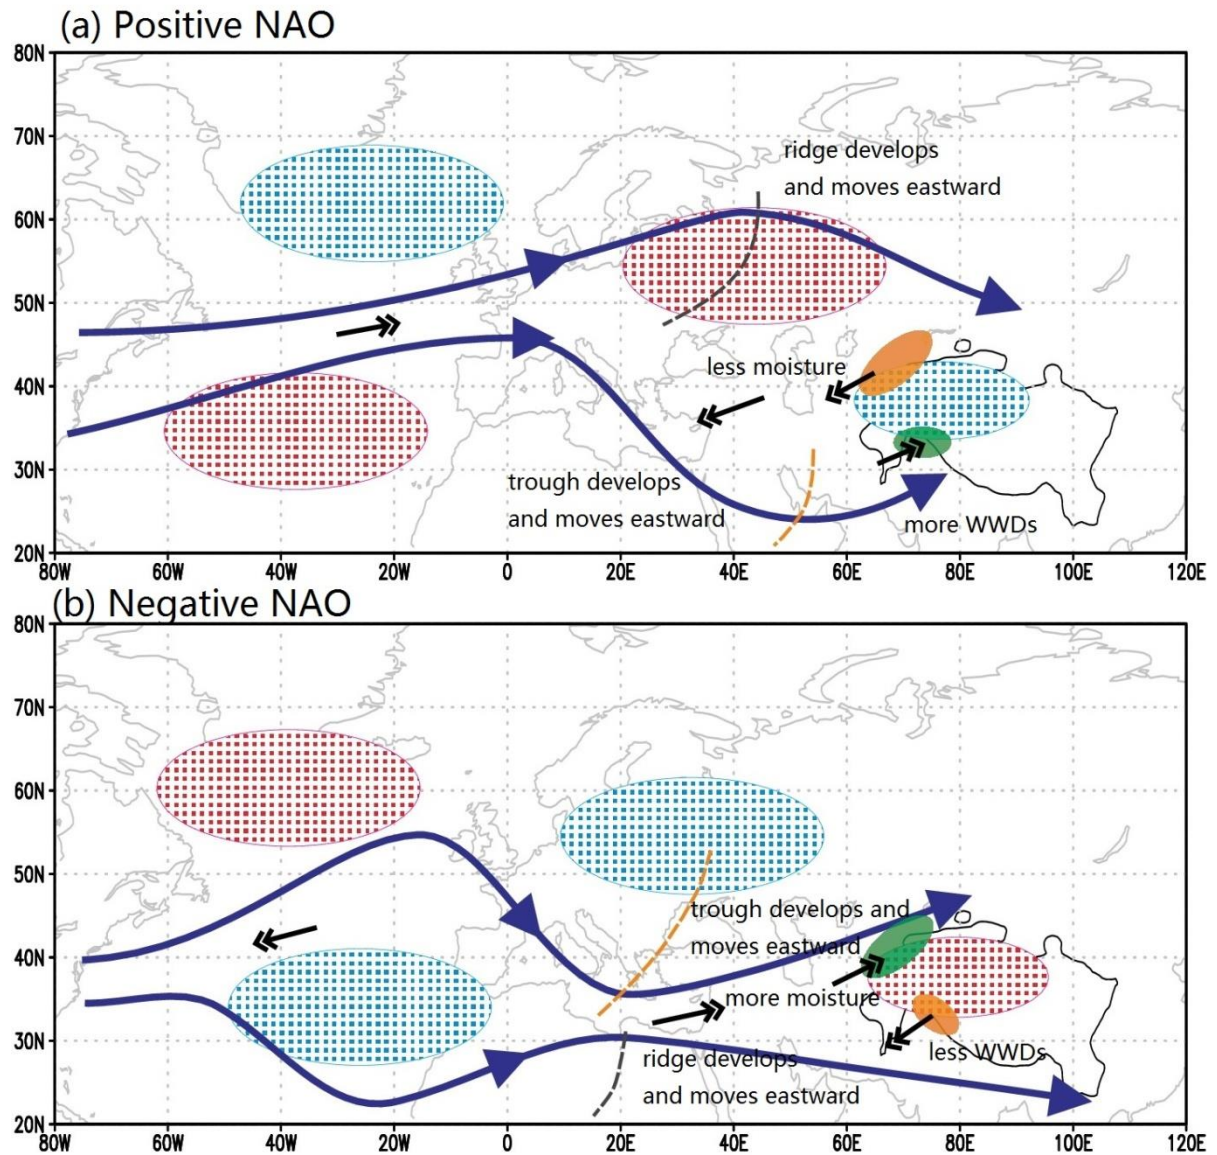 (a) Positive NAO
80N
70N
ridge develops
and moves eastward
60N
50N
less moisture
40N
30N
trough develops
and moves eastward
more WWDs
20N
80W 60W 40W 20W 0 20E 40E 60E 80E 100E 120E
(b) Negative NAO
80N
70N
60N
50N
trough develops and
moves eastward
40N
more moisture
30N
less WWDs
ridge develops
and moves eastward
20N
80W 60W 40W 20W 0 20E 40E 60E 80E 100E 120E